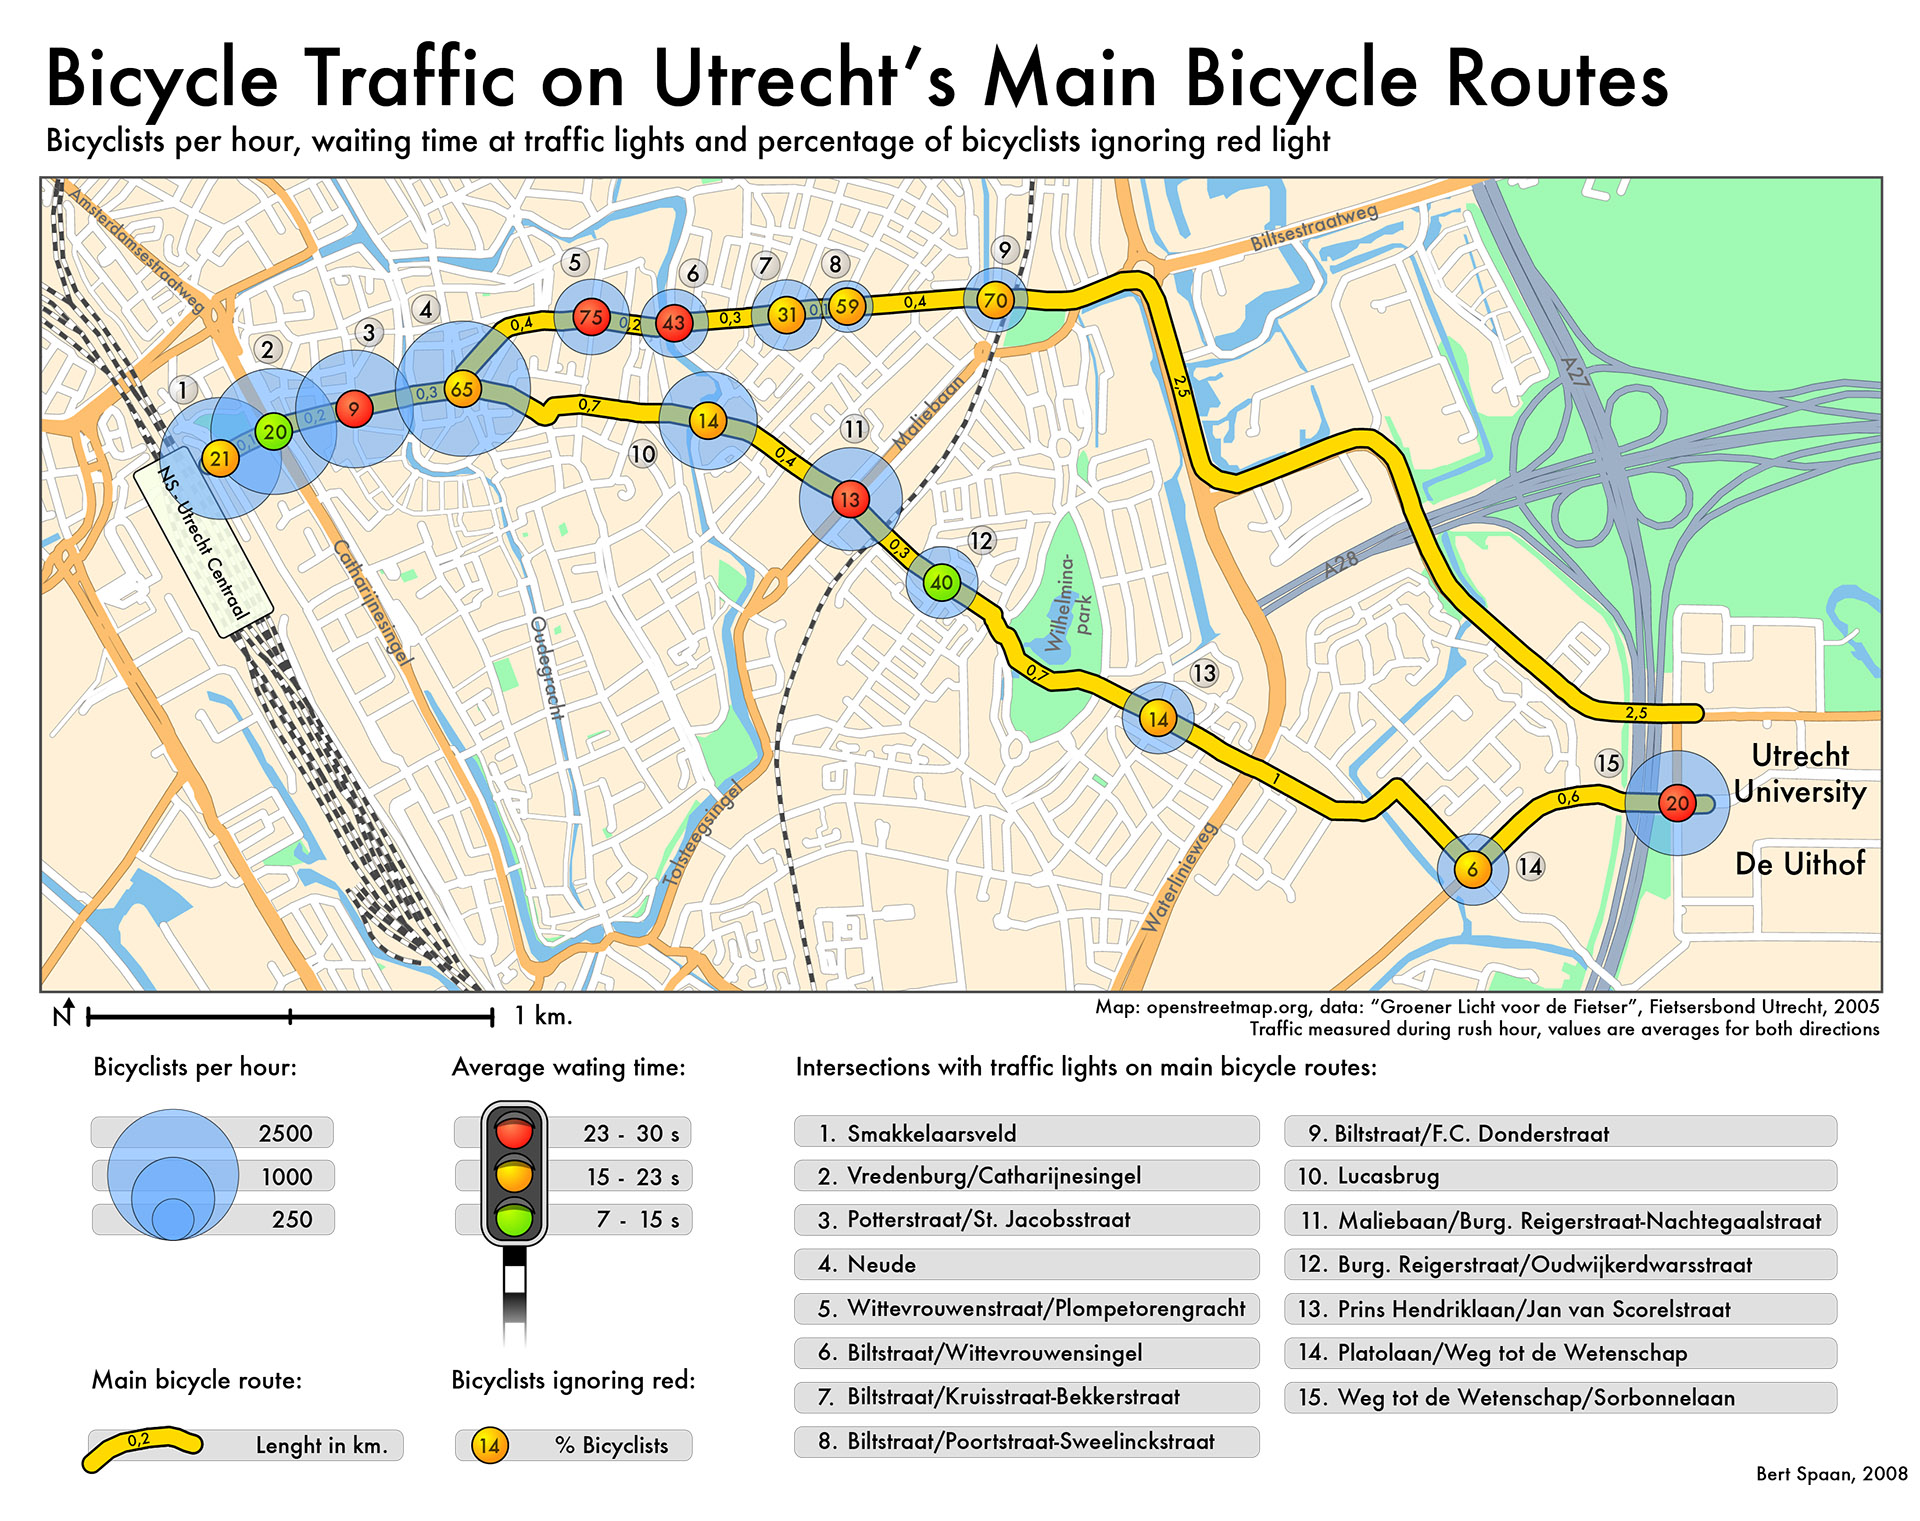 Bicycle Traffic on Utrecht's Main Bicycle Routes
Bicyclists per hour, waiting time at traffic lights and percentage of bicyclists ignoring red light
Amsterdamsestraatweg
Biltsestraatweg
9
5
6
7
8
4
3
2
1
75
0,2
43
0,3
31
0,1
59
0,4
70
0,4
2,5
A27
21
0,1
20
0,2
9
0,3
65
0,7
14
10
11
Maliebaan
0,4
13
0,3
12
40
A28
NS - Utrecht Centraal
Catharijnesingel
Oudegracht
Wilhelmina-
park
0,7
13
14
2,5
Utrecht
University
De Uithof
1
15
0,6
20
6
14
Tolsteegsingel
Waterlinieweg
N
1 km.
Map: openstreetmap.org, data: “Groener Licht voor de Fietser”, Fietsersbond Utrecht, 2005
Traffic measured during rush hour, values are averages for both directions
Bicyclists per hour:
2500
1000
250
Average wating time:
23 - 30 s
15 - 23 s
7 - 15 s
Main bicycle route:
0,2
Lenght in km.
Bicyclists ignoring red:
14
% Bicyclists
Intersections with traffic lights on main bicycle routes:
1. Smakkelaarsveld
2. Vredenburg/Catharijnesingel
3. Potterstraat/St. Jacobsstraat
4. Neude
5. Wittevrouwenstraat/Plompetorengracht
6. Biltstraat/Wittevrouwensingel
7. Biltstraat/Kruisstraat-Bekkerstraat
8. Biltstraat/Poortstraat-Sweelinckstraat
9. Biltstraat/F.C. Donderstraat
10. Lucasbrug
11. Maliebaan/Burg. Reigerstraat-Nachtegaalstraat
12. Burg. Reigerstraat/Oudwijkerdwarsstraat
13. Prins Hendriklaan/Jan van Scorelstraat
14. Platolaan/Weg tot de Wetenschap
15. Weg tot de Wetenschap/Sorbonnelaan
Bert Spaan, 2008